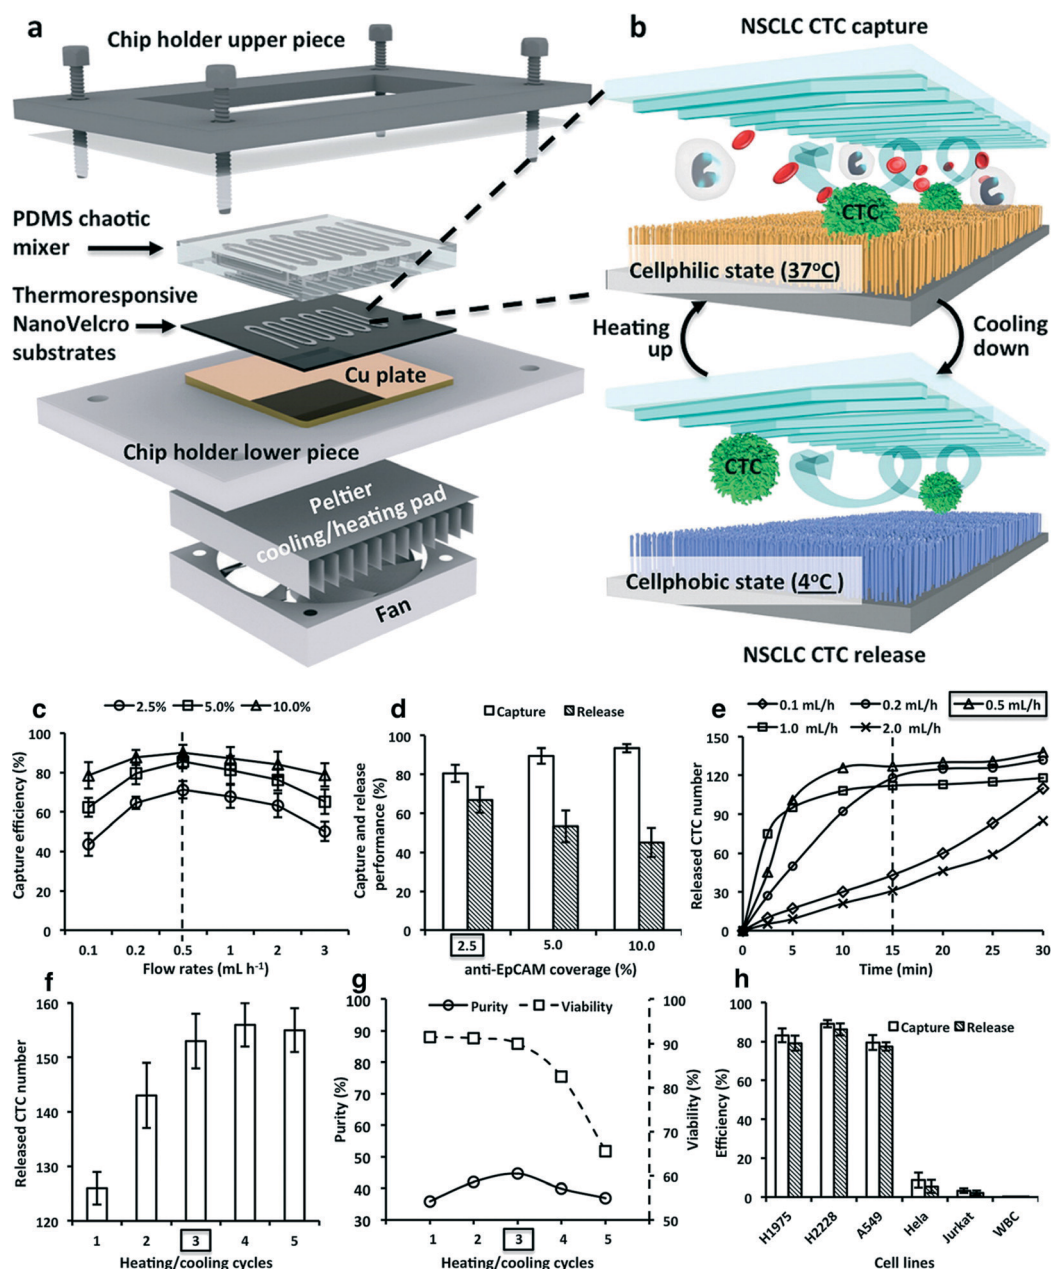 a
Chip holder upper piece
PDMS chaotic
mixer
Thermoresponsive
NanoVelcro
substrates
Cu plate
Chip holder lower piece
Peltier
cooling/heating pad
Fan
b
NSCLC CTC capture
CTC
Cellphilic state (37°C)
Heating
up
Cooling
down
CTC
Cellphobic state (4°C )
NSCLC CTC release
c
2.5% 5.0% 10.0%
Capture efficiency (%)
100
80
60
40
20
0
0.1 0.2 0.5 1 2 3
Flow rates (mL h-1)
d
Capture Release
Capture and release
performance (%)
100
80
60
40
20
0
2.5 5.0 10.0
anti-EpCAM coverage (%)
e
0.1 mL/h 0.2 mL/h 0.5 mL/h
1.0 mL/h 2.0 mL/h
Released CTC number
150
120
90
60
30
0
0 5 10 15 20 25 30
Time (min)
f
Released CTC number
160
150
140
130
120
1 2 3 4 5
Heating/cooling cycles
g
Purity Viability
Purity (%)
100
90
80
70
60
50
40
30
Viability (%)
100
90
80
70
60
50
1 2 3 4 5
Heating/cooling cycles
h
Capture Release
Efficiency (%)
100
80
60
40
20
0
H1975 H2228 A549 Hela Jurkat WBC
Cell lines